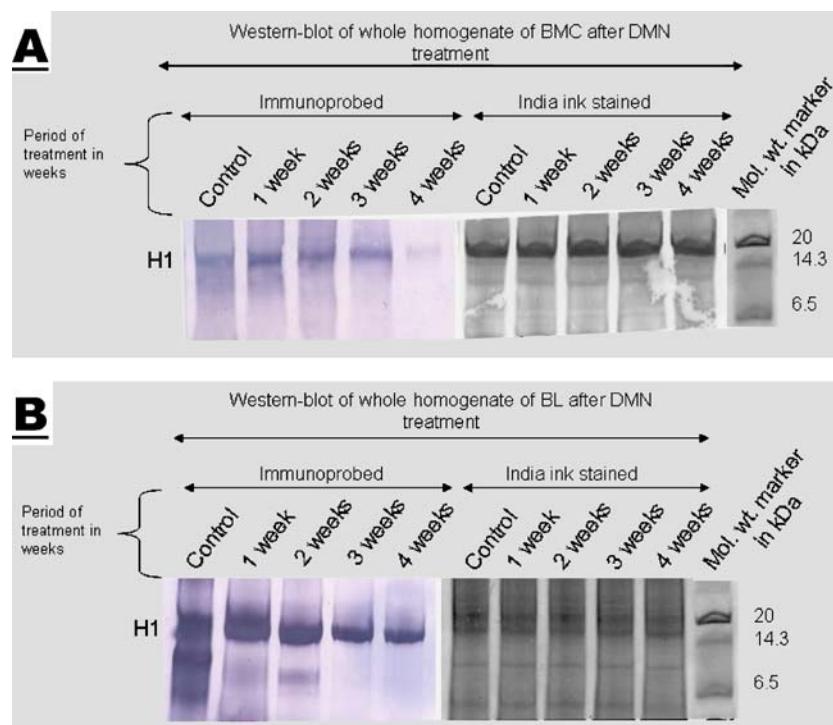 A
Western-blot of whole homogenate of BMC after DMN
treatment
Immunoprobed
India ink stained
Period of
treatment in
weeks
Control
1 week
2 weeks
3 weeks
4 weeks
Control
1 week
2 weeks
3 weeks
4 weeks
Mol. wt. marker
in kDa
H1
20
14.3
6.5
B
Western-blot of whole homogenate of BL after DMN
treatment
Immunoprobed
India ink stained
Period of
treatment in
weeks
Control
1 week
2 weeks
3 weeks
4 weeks
Control
1 week
2 weeks
3 weeks
4 weeks
Mol. wt. marker
in kDa
H1
20
14.3
6.5